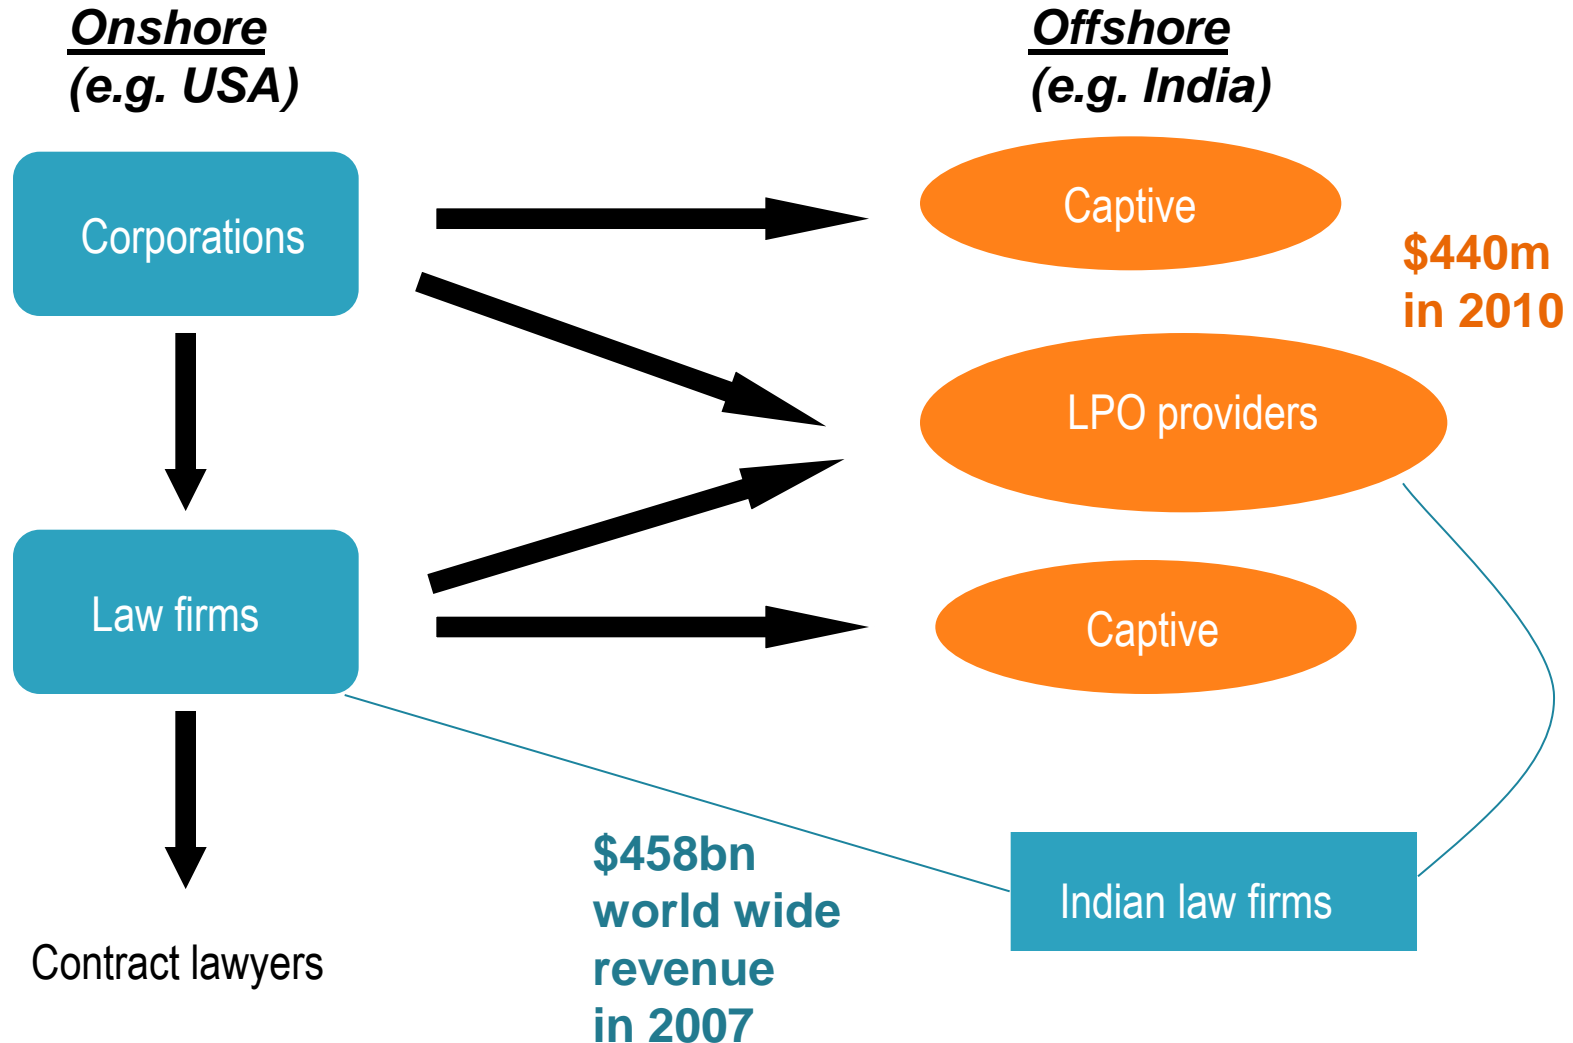 Onshore
(e.g. USA)
Offshore
(e.g. India)
Corporations
Captive
$440m
in 2010
LPO providers
Law firms
Captive
$458bn
world wide
revenue
in 2007
Indian law firms
Contract lawyers